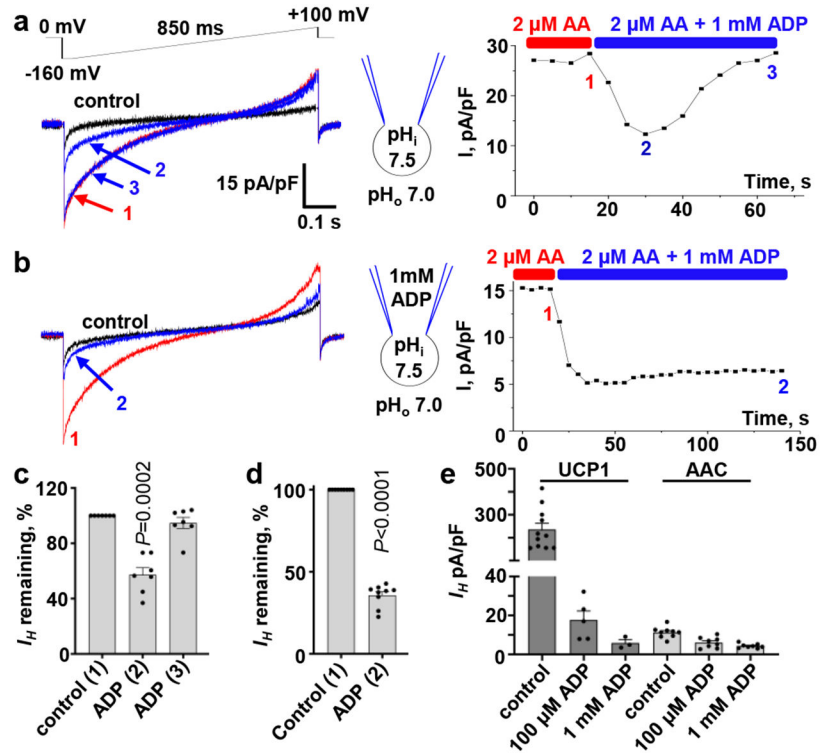 a
0 mV
850 ms
+100 mV
-160 mV
control
2
3
1
15 pA/pF
0.1 s
pHi
7.5
pHo 7.0
2 µM AA
2 µM AA + 1 mM ADP
I, pA/pF
30
20
10
0
1
2
3
Time, s
0
20
40
60
b
control
2
1
1mM
ADP
pHi
7.5
pHo 7.0
2 µM AA
2 µM AA + 1 mM ADP
I, pA/pF
15
10
5
0
1
2
Time, s
0
50
100
150
c
IH remaining, %
120
80
40
0
P=0.0002
control (1)
ADP (2)
ADP (3)
d
IH remaining, %
100
50
0
P<0.0001
Control (1)
ADP (2)
e
UCP1
AAC
IH pA/pF
500
300
40
20
0
control
100 µM ADP
1 mM ADP
control
100 µM ADP
1 mM ADP